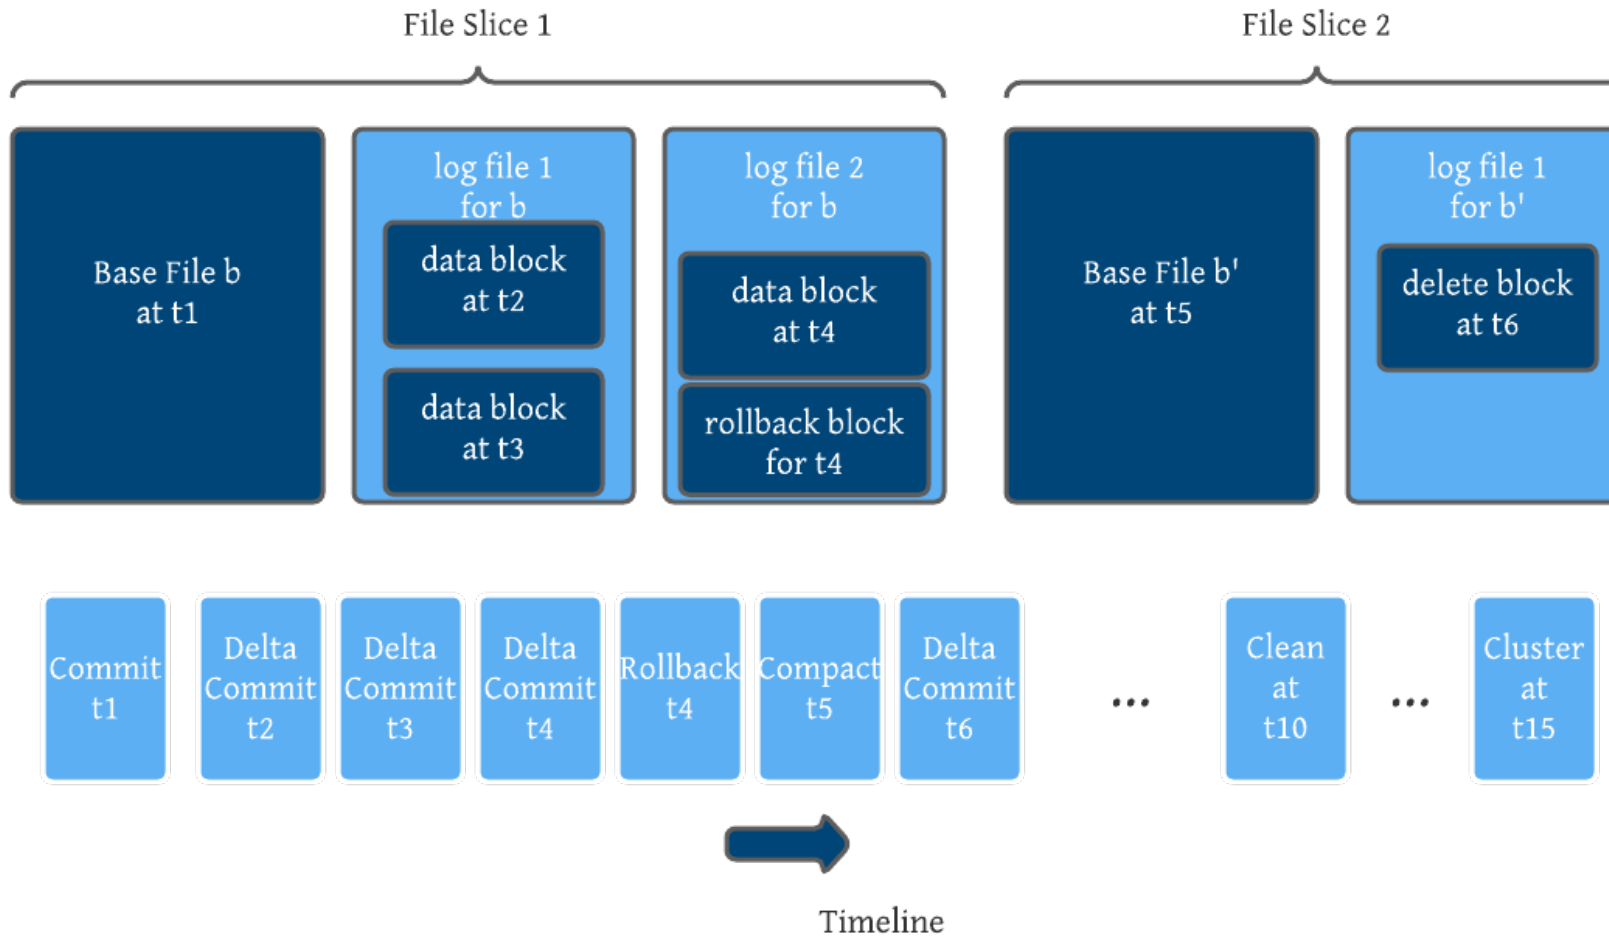 File Slice 1
File Slice 2
Base File b
at t1
log file 1
for b
data block
at t2
data block
at t3
log file 2
for b
data block
at t4
rollback block
for t4
Base File b'
at t5
log file 1
for b'
delete block
at t6
Commit
t1
Delta
Commit
t2
Delta
Commit
t3
Delta
Commit
t4
Rollback
t4
Compact
t5
Delta
Commit
t6
...
Clean
at
t10
...
Cluster
at
t15
Timeline